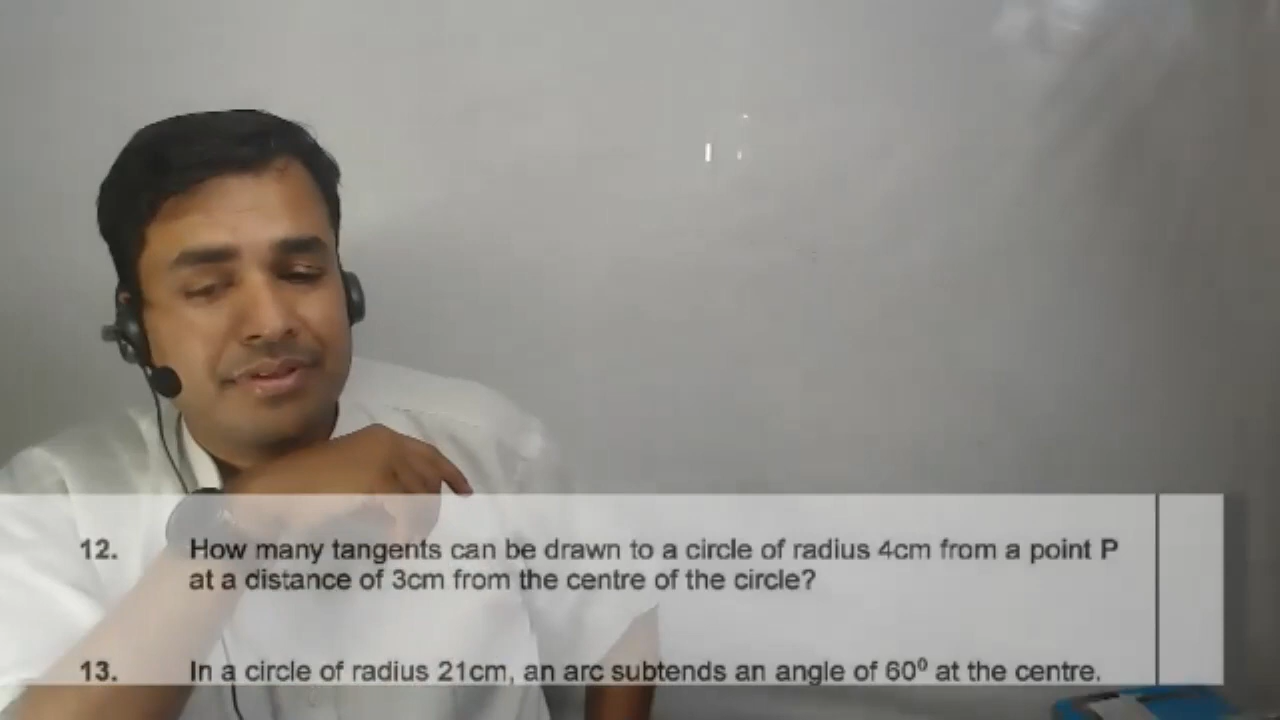 12. How many tangents can be drawn to a circle of radius 4cm from a point P
at a distance of 3cm from the centre of the circle?
13. In a circle of radius 21cm, an arc subtends an angle of 60⁰ at the centre.